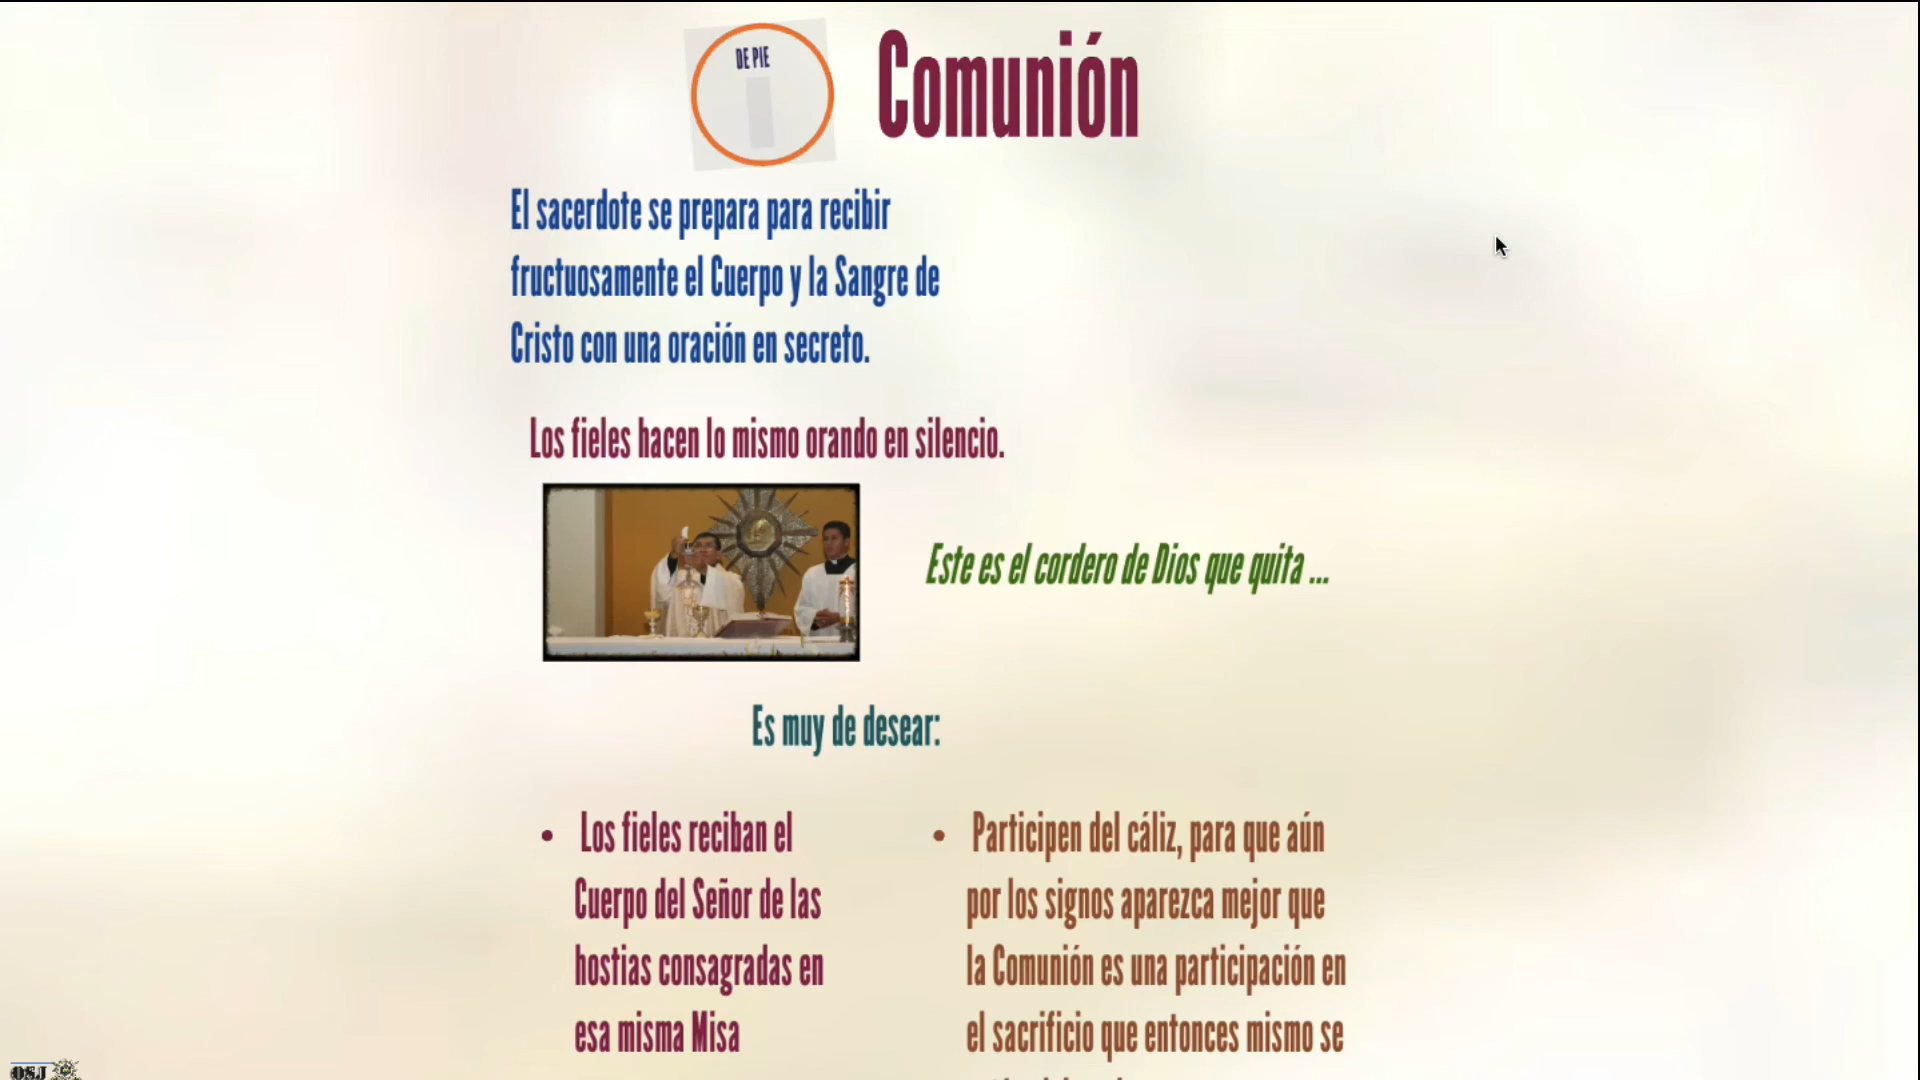 DE PIE
Comunión
El sacerdote se prepara para recibir
fructuosamente el Cuerpo y la Sangre de
Cristo con una oración en secreto.
Los fieles hacen lo mismo orando en silencio.
Este es el cordero de Dios que quita ...
Es muy de desear:
• Los fieles reciban el
Cuerpo del Señor de las
hostias consagradas en
esa misma Misa
• Participen del cáliz, para que aún
por los signos aparezca mejor que
la Comunión es una participación en
el sacrificio que entonces mismo se
OSJ